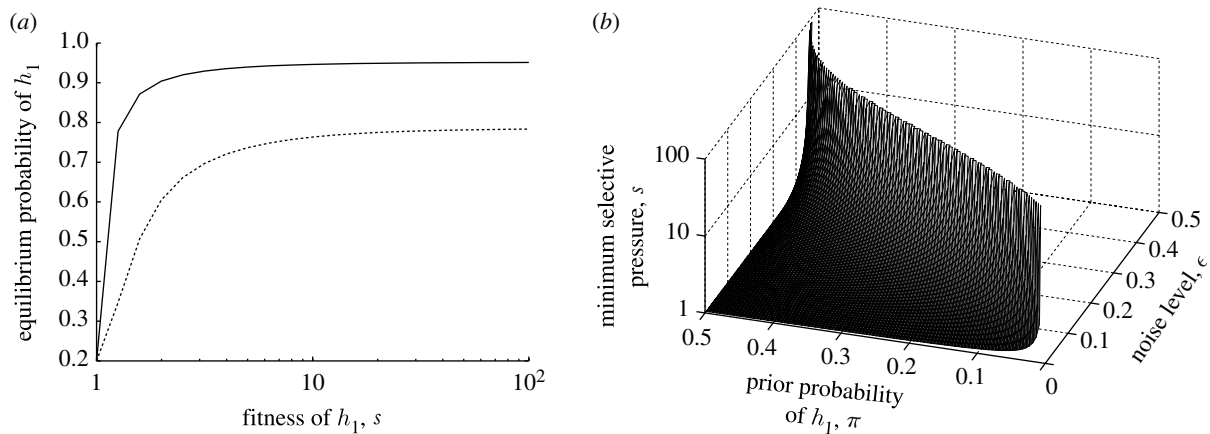 (a)
equilibrium probability of h₁
1.0
0.9
0.8
0.7
0.6
0.5
0.4
0.3
0.2
1
10
10²
fitness of h₁, s
(b)
minimum selective
pressure, s
100
10
1
0.5
0.4
0.3
0.2
0.1
0
prior probability
of h₁, π
0.5
0.4
0.3
0.2
0.1
noise level, ϵ